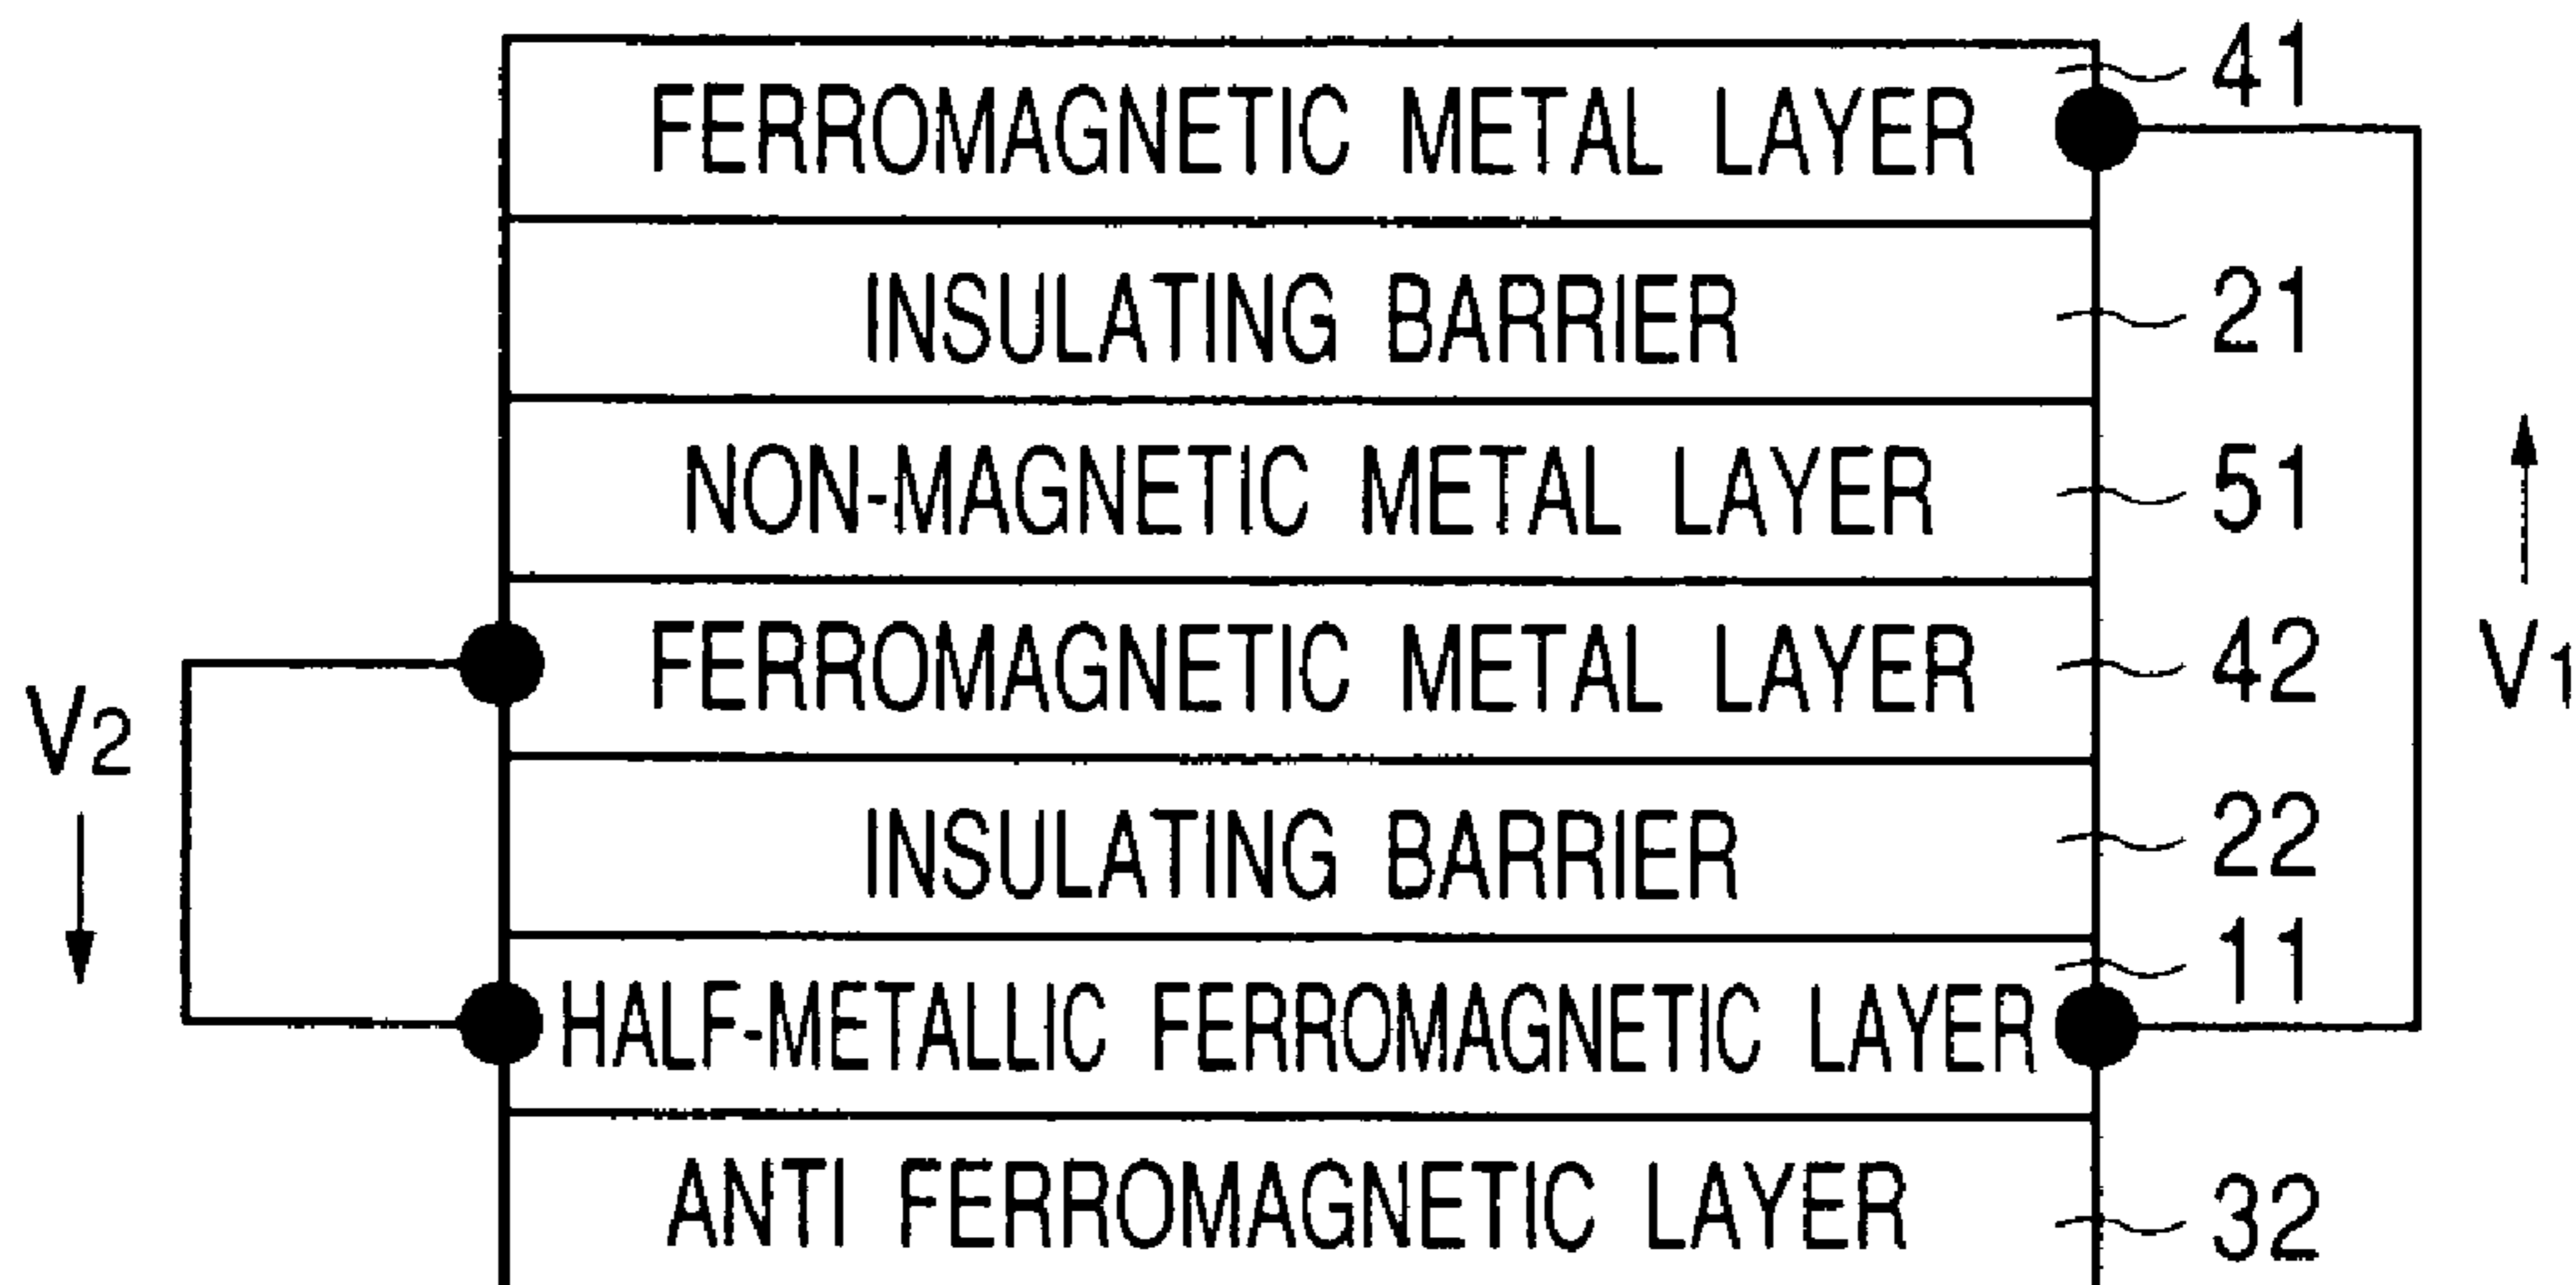 FERROMAGNETIC METAL LAYER 41
INSULATING BARRIER 21
NON-MAGNETIC METAL LAYER 51
FERROMAGNETIC METAL LAYER 42
V1
V2
INSULATING BARRIER 22
HALF-METALLIC FERROMAGNETIC LAYER 11
ANTI FERROMAGNETIC LAYER 32